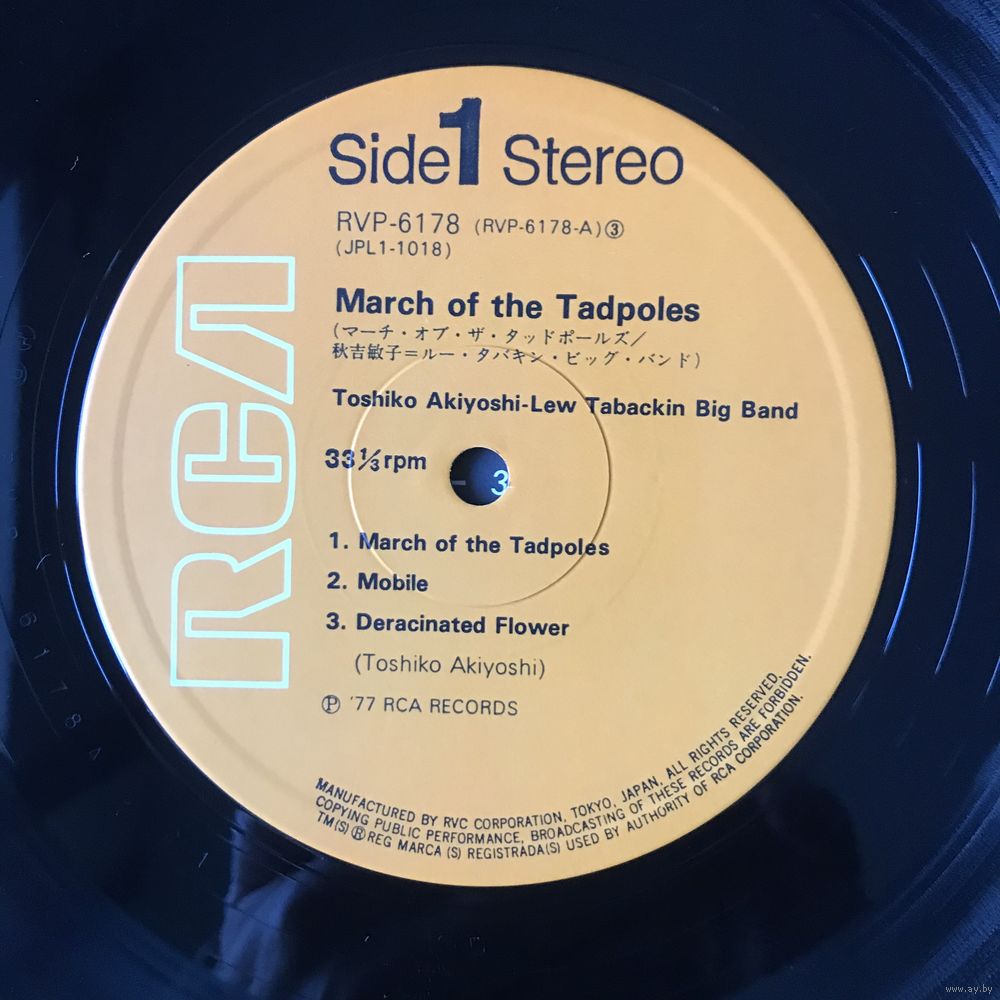 Side 1 Stereo
RVP-6178 (RVP-6178-A)③
(JPL1-1018)
March of the Tadpoles
(マーチ・オブ・ザ・タッドポールズ/
秋吉敏子=ルー・タバキン・ビッグ・バンド)
Toshiko Akiyoshi-Lew Tabackin Big Band
33⅓rpm
- 3
1. March of the Tadpoles
2. Mobile
3. Deracinated Flower
(Toshiko Akiyoshi)
Ⓟ '77 RCA RECORDS
RCA
MANUFACTURED BY RVC CORPORATION, TOKYO, JAPAN, ALL RIGHTS RESERVED.
COPYING PUBLIC PERFORMANCE, BROADCASTING OF THESE RECORDS ARE FORBIDDEN.
TM(S)®REG MARCA (S) REGISTRADA(S) USED BY AUTHORITY OF RCA CORPORATION.
6178A
www.ay.by